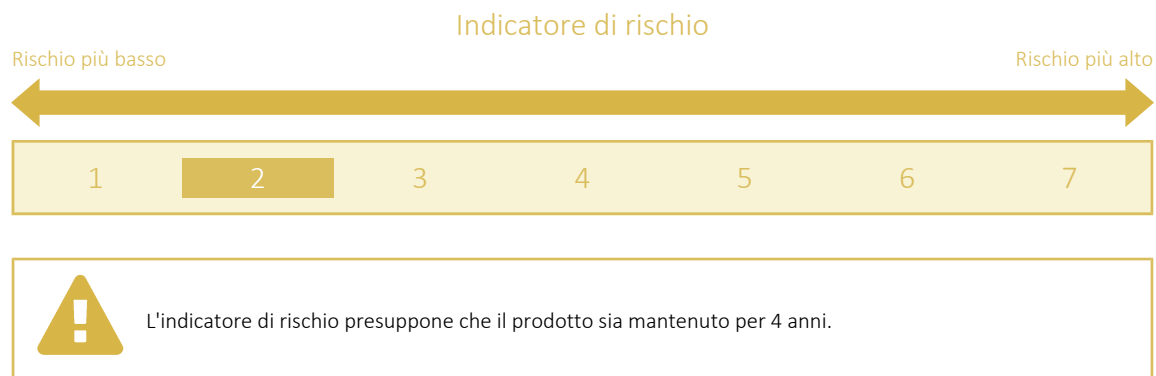 Indicatore di rischio
Rischio più basso Rischio più alto
1 2 3 4 5 6 7
L'indicatore di rischio presuppone che il prodotto sia mantenuto per 4 anni.